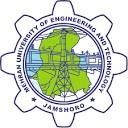 MEHRAN UNIVERSITY OF ENGINEERING AND TECHNOLOGY
JAMSHORO